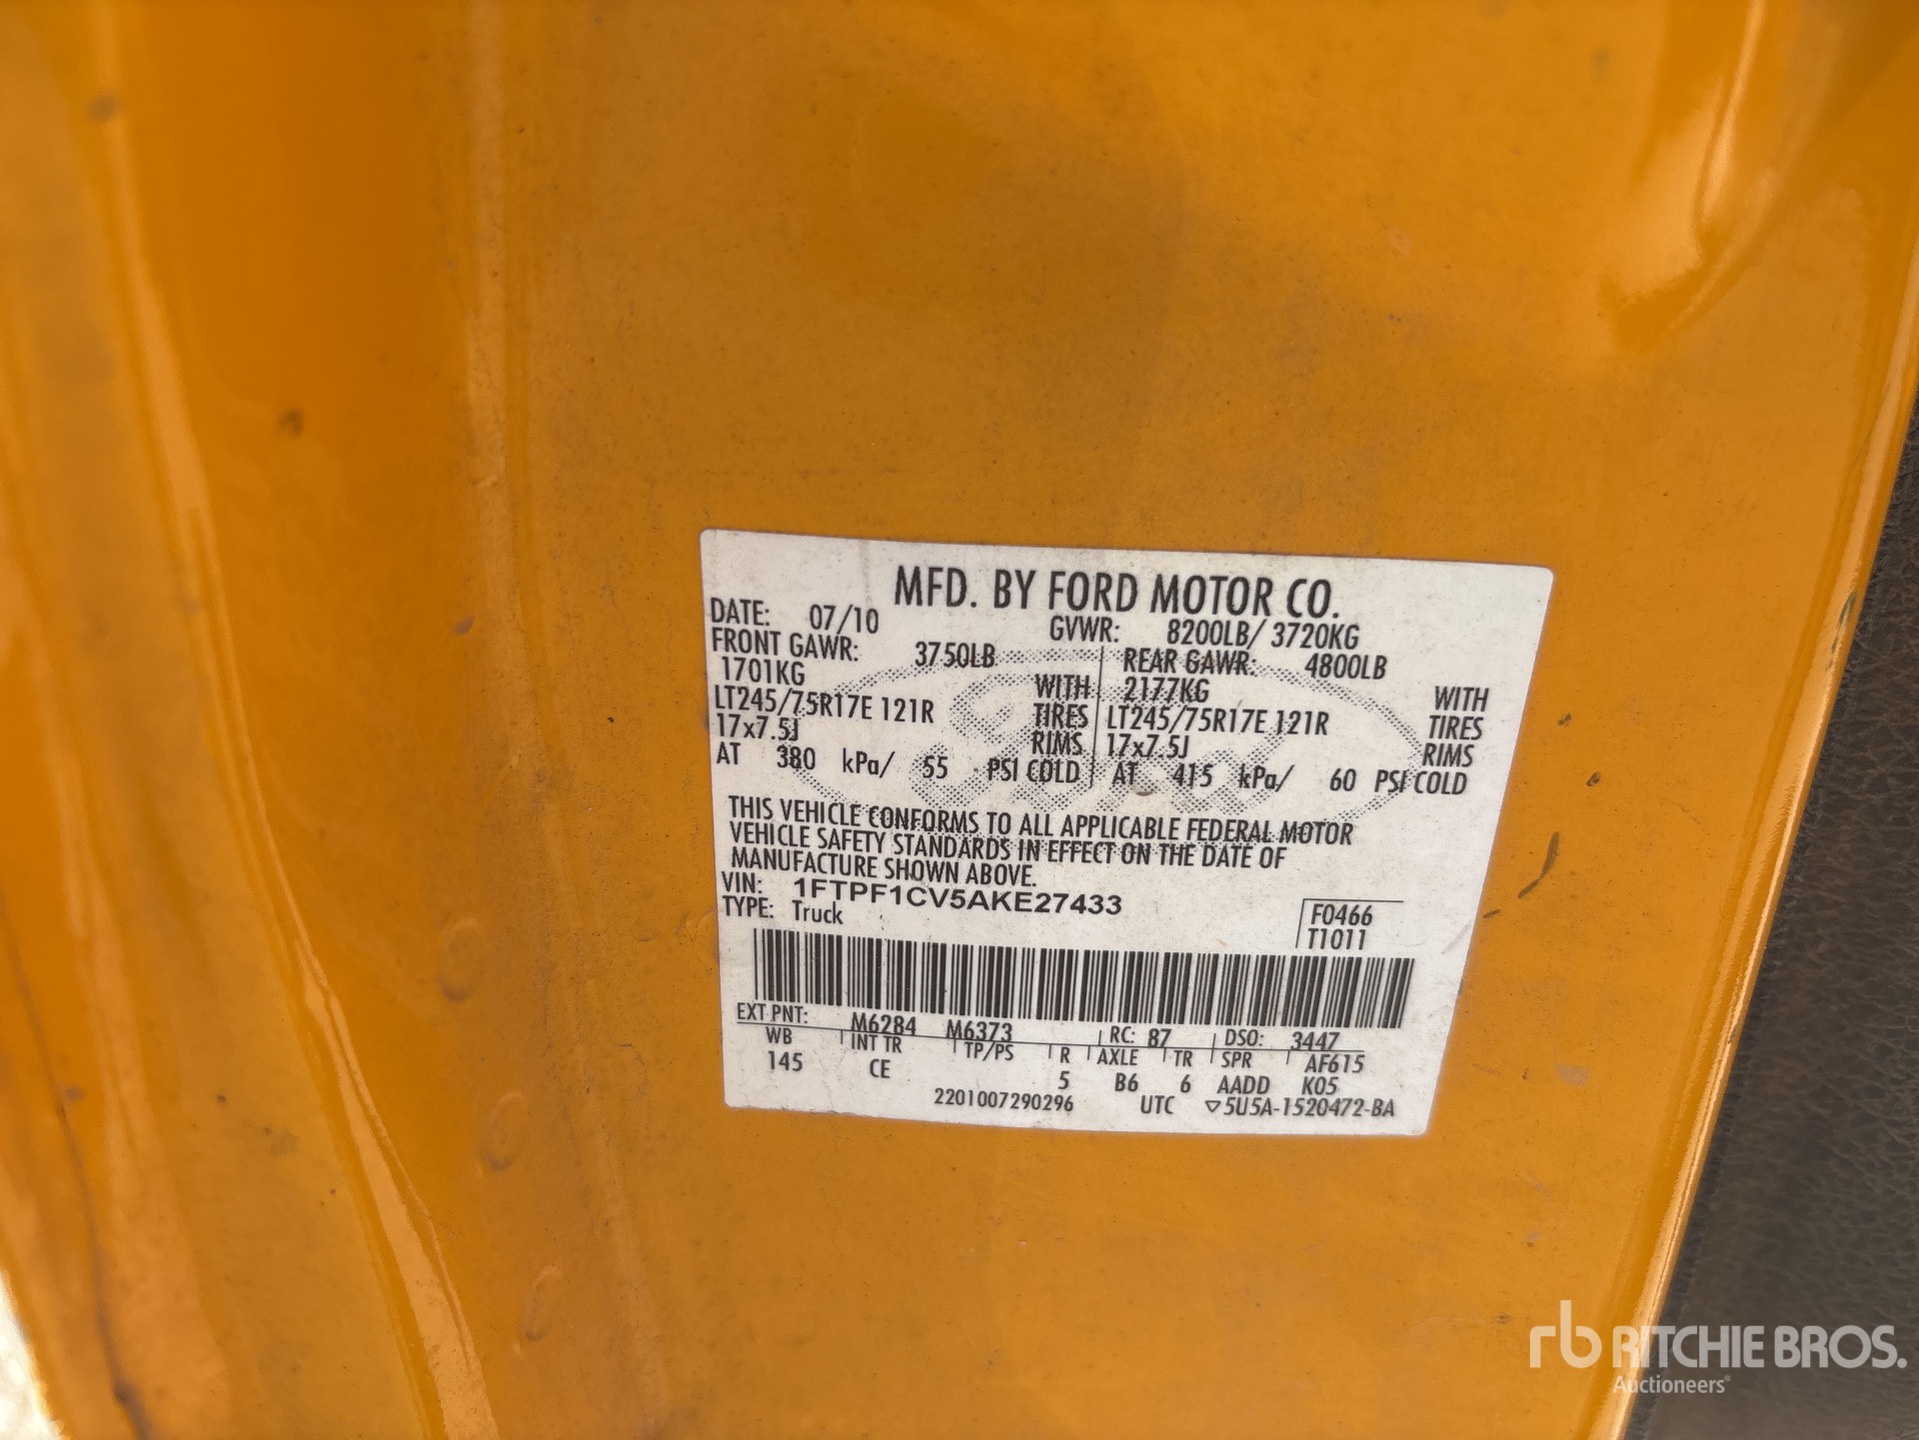 MFD. BY FORD MOTOR CO.
DATE: 07/10 GVWR: 8200LB/ 3720KG
FRONT GAWR: 3750LB REAR GAWR: 4800LB
1701KG WITH 2177KG WITH
LT245/75R17E 121R TIRES LT245/75R17E 121R TIRES
17x7.5J RIMS 17x7.5J RIMS
AT 380 kPa/ 55 PSI COLD AT 415 kPa/ 60 PSI COLD
THIS VEHICLE CONFORMS TO ALL APPLICABLE FEDERAL MOTOR
VEHICLE SAFETY STANDARDS IN EFFECT ON THE DATE OF
MANUFACTURE SHOWN ABOVE.
VIN: 1FTPF1CV5AKE27433
TYPE: Truck F0466
T1011
EXT PNT: M6284 M6373 RC: 87 DSO: 3447
WB INT TR TP/PS R AXLE TR SPR AF615
145 CE 5 B6 6 AADD K05
2201007290296 UTC ▽5U5A-1520472-BA
rb RITCHIE BROS.
Auctioneers